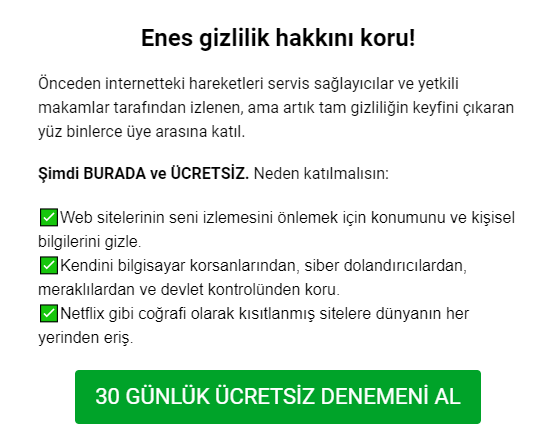 Enes gizlilik hakkını koru!
Önceden internetteki hareketleri servis sağlayıcılar ve yetkili
makamlar tarafından izlenen, ama artık tam gizliliğin keyfini çıkaran
yüz binlerce üye arasına katıl.
Şimdi BURADA ve ÜCRETSİZ. Neden katılmalısın:
✅Web sitelerinin seni izlemesini önlemek için konumunu ve kişisel
bilgilerini gizle.
✅Kendini bilgisayar korsanlarından, siber dolandırıcılardan,
meraklılardan ve devlet kontrolünden koru.
✅Netflix gibi coğrafi olarak kısıtlanmış sitelere dünyanın her
yerinden eriş.
30 GÜNLÜK ÜCRETSİZ DENEMENİ AL